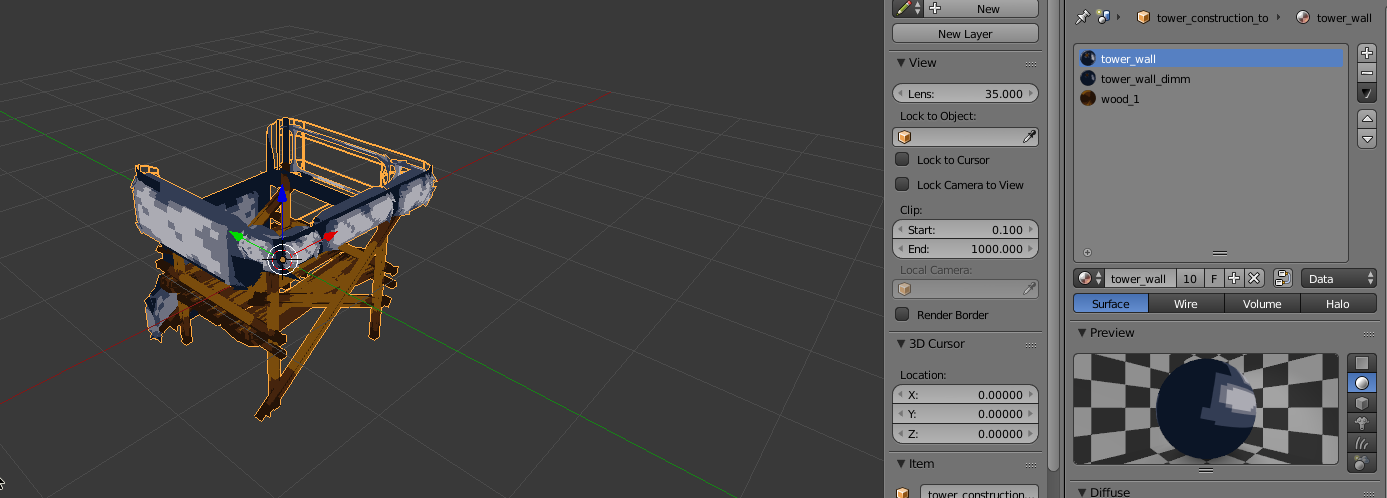 New
New Layer
View
Lens: 35.000
Lock to Object:
Lock to Cursor
Lock Camera to View
Clip:
Start: 0.100
End: 1000.000
Local Camera:
Render Border
3D Cursor
Location:
X: 0.00000
Y: 0.00000
Z: 0.00000
Item
tower_construction...
tower_construction_to
tower_wall
tower_wall
tower_wall_dimm
wood_1
tower_wall 10 F Data
Surface Wire Volume Halo
Preview
Diffuse